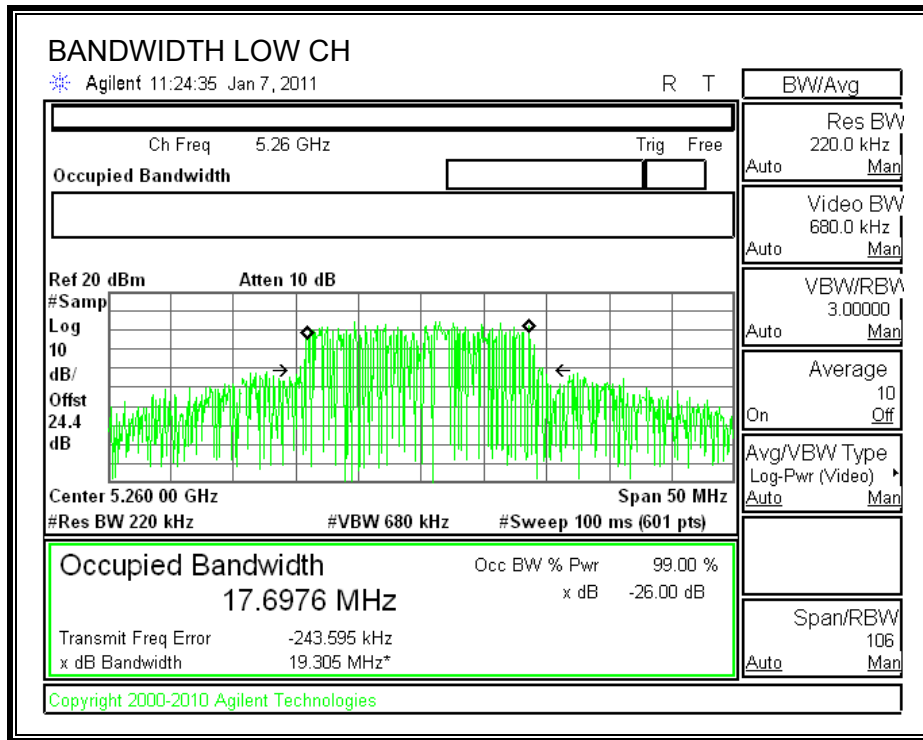 BANDWIDTH LOW CH
Agilent 11:24:35 Jan 7, 2011 R T
Ch Freq 5.26 GHz Trig Free
Occupied Bandwidth
Ref 20 dBm Atten 10 dB
#Samp
Log
10
dB/
Offst
24.4
dB
Center 5.260 00 GHz Span 50 MHz
#Res BW 220 kHz #VBW 680 kHz #Sweep 100 ms (601 pts)
Occupied Bandwidth
17.6976 MHz
Occ BW % Pwr 99.00 %
x dB -26.00 dB
Transmit Freq Error -243.595 kHz
x dB Bandwidth 19.305 MHz*
Copyright 2000-2010 Agilent Technologies
BW/Avg
Res BW
220.0 kHz
Auto Man
Video BW
680.0 kHz
Auto Man
VBW/RBW
3.00000
Auto Man
Average
10
On Off
Avg/VBW Type
Log-Pwr (Video)
Auto Man
Span/RBW
106
Auto Man